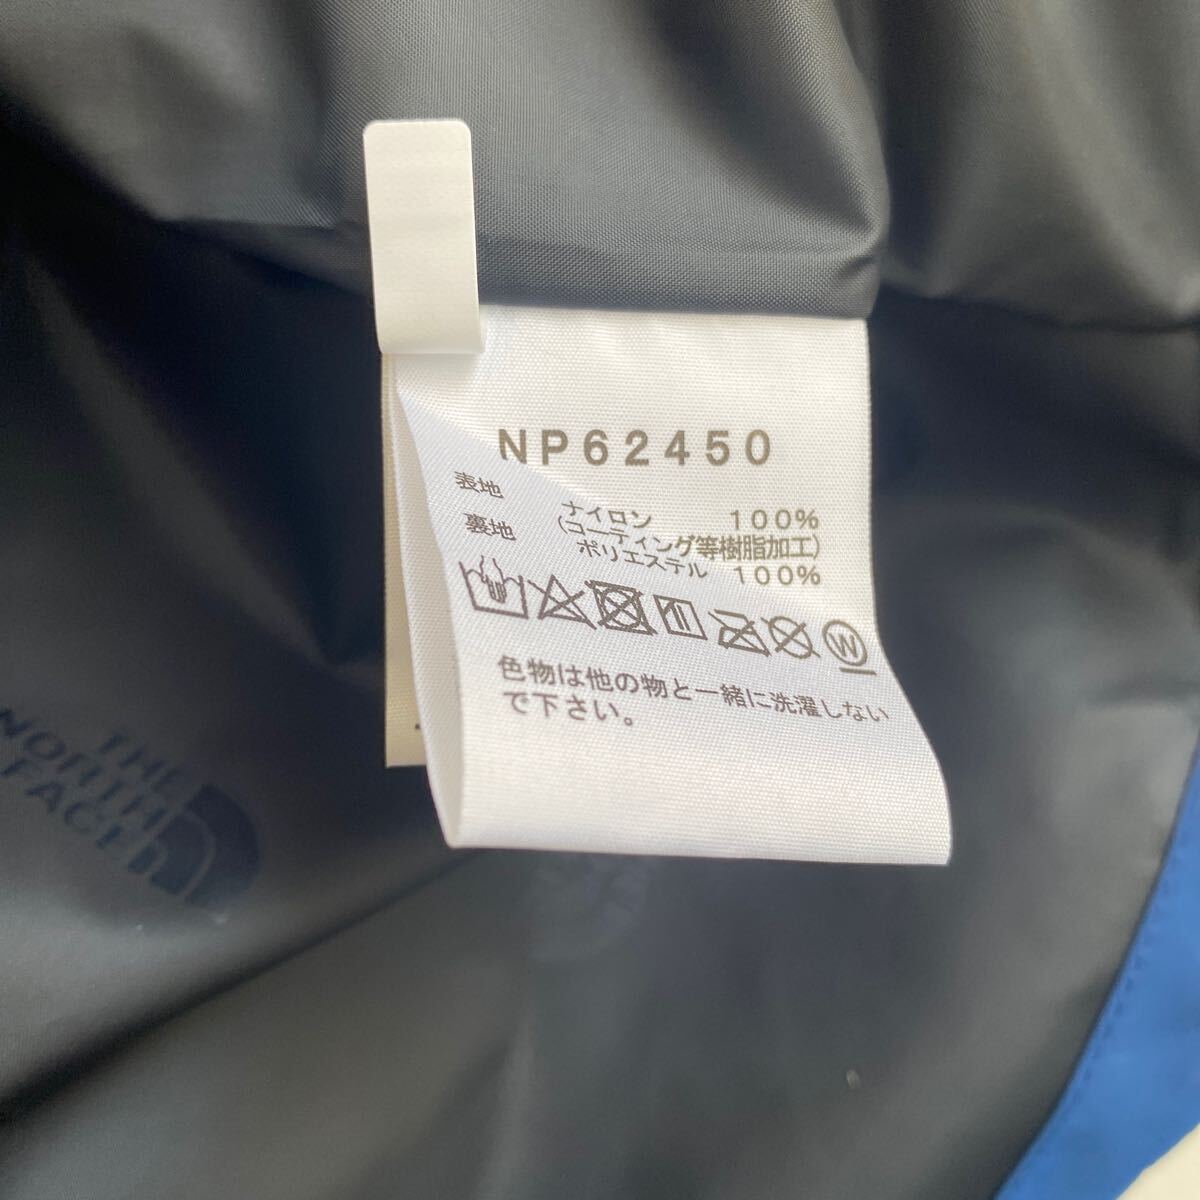 NP62450
表地 ナイロン 100%
(コーティング等樹脂加工)
裏地 ポリエステル 100%
W
色物は他の物と一緒に洗濯しない
で下さい。
THE
NORTH
FACE